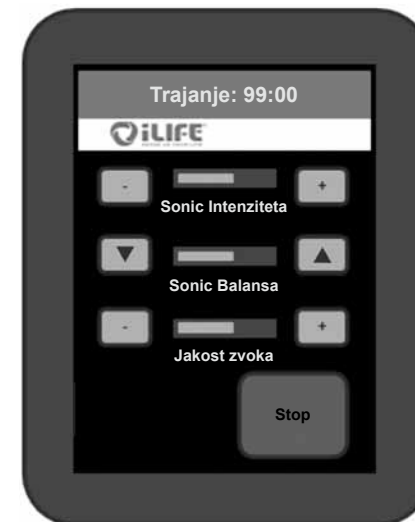 Trajanje: 99:00
iLIFE
- +
Sonic Intenziteta
▼ ▲
Sonic Balansa
- +
Jakost zvoka
Stop